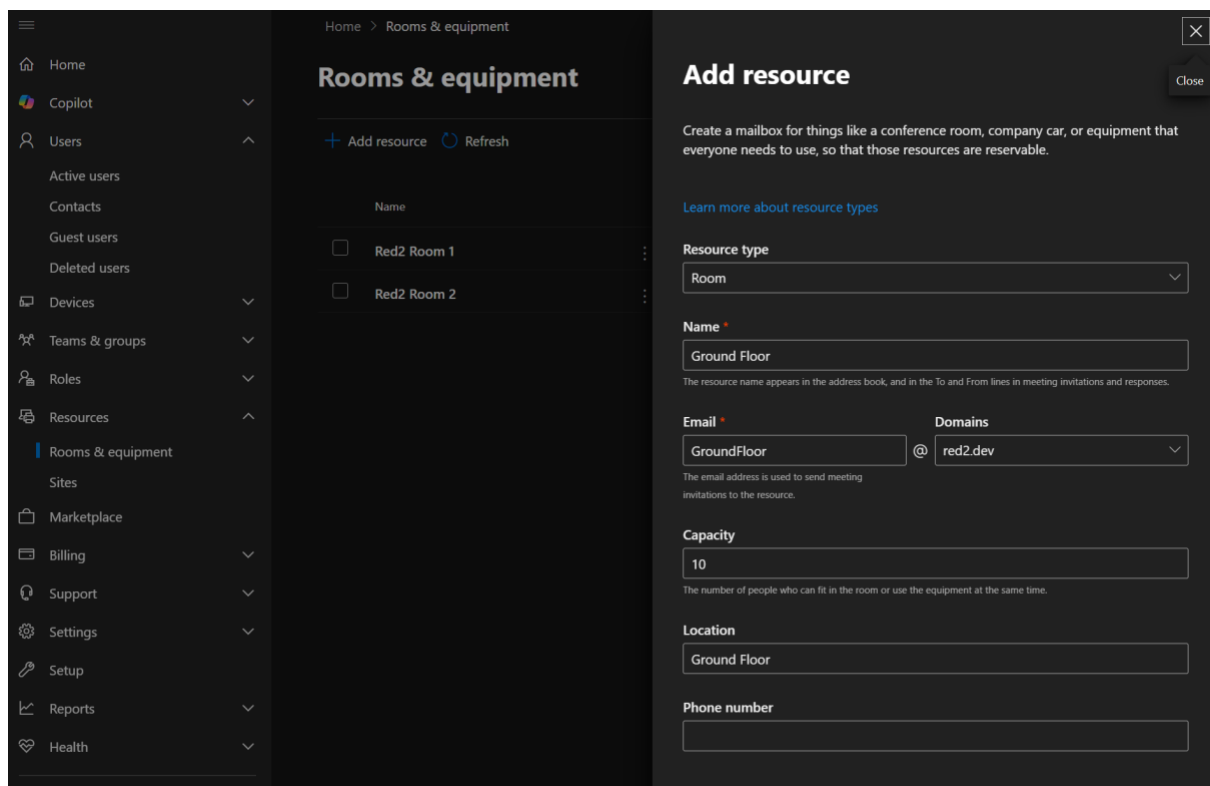 Home
Copilot
Users
Active users
Contacts
Guest users
Deleted users
Devices
Teams & groups
Roles
Resources
Rooms & equipment
Sites
Marketplace
Billing
Support
Settings
Setup
Reports
Health
Home > Rooms & equipment
Rooms & equipment
Add resource Refresh
Name
Red2 Room 1
Red2 Room 2
Close
Add resource
Create a mailbox for things like a conference room, company car, or equipment that
everyone needs to use, so that those resources are reservable.
Learn more about resource types
Resource type
Room
Name *
Ground Floor
The resource name appears in the address book, and in the To and From lines in meeting invitations and responses.
Email * Domains
GroundFloor @ red2.dev
The email address is used to send meeting
invitations to the resource.
Capacity
10
The number of people who can fit in the room or use the equipment at the same time.
Location
Ground Floor
Phone number